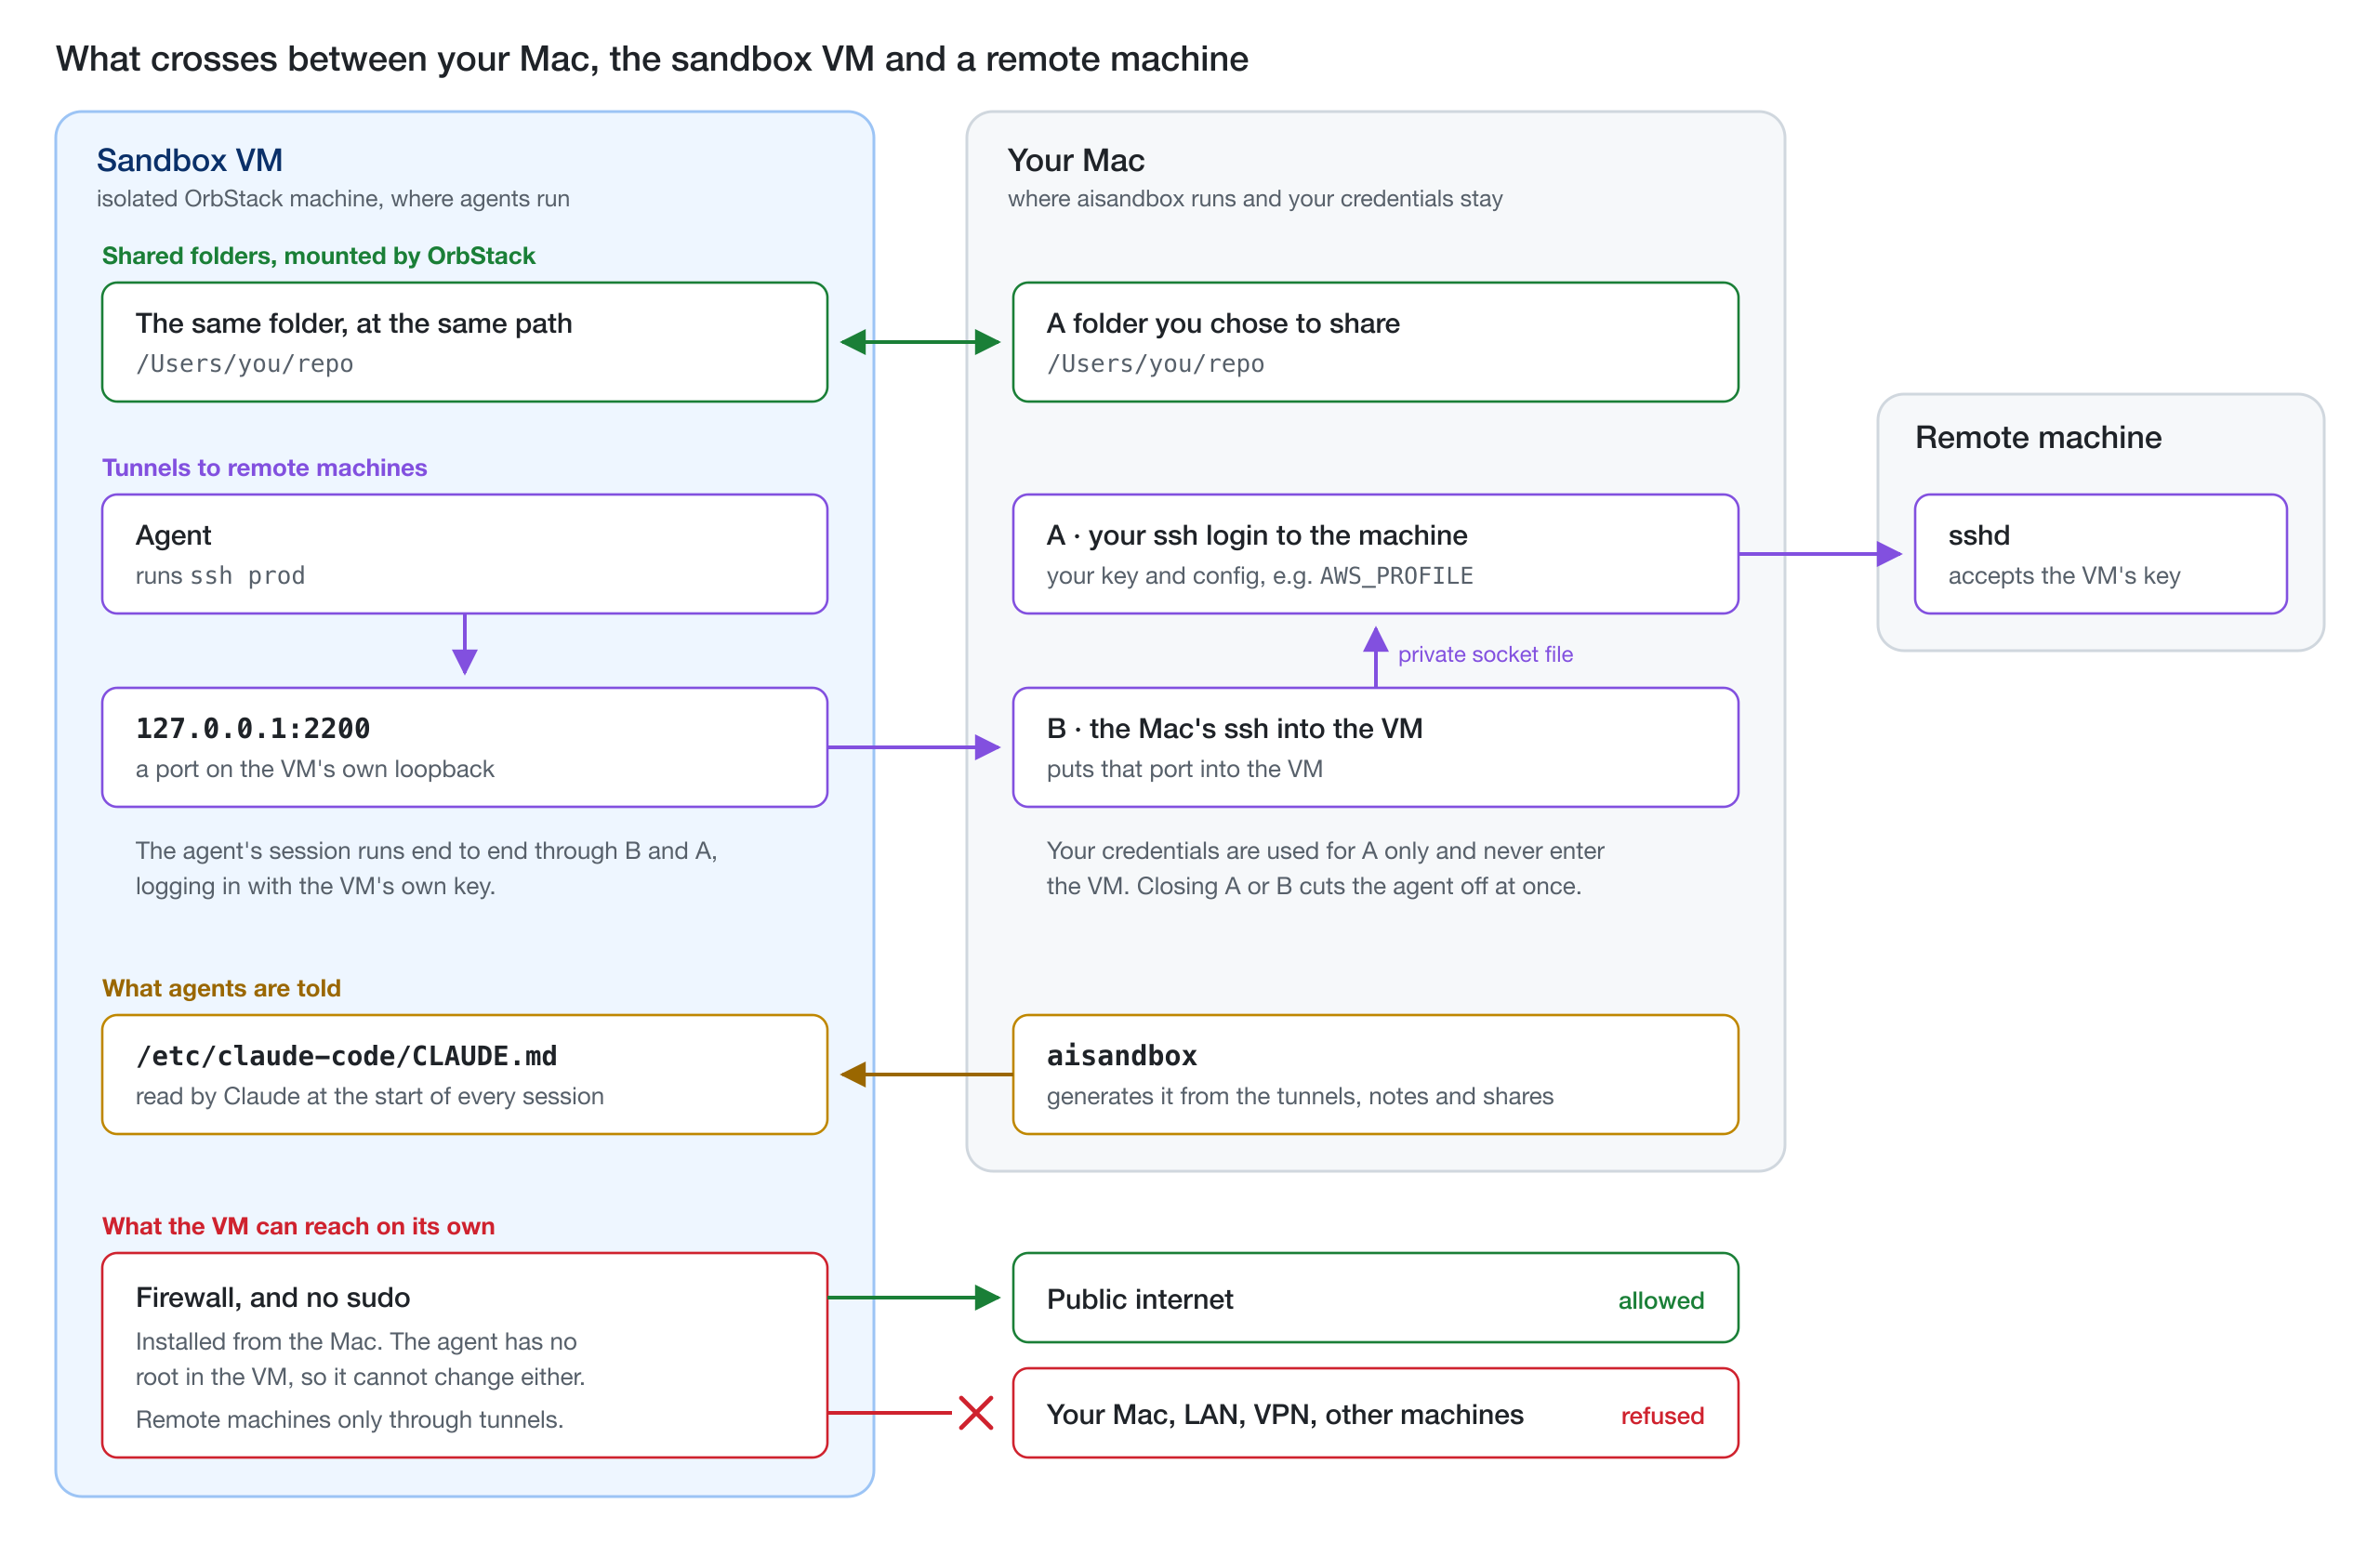 What crosses between your Mac, the sandbox VM and a remote machine
Sandbox VM
isolated OrbStack machine, where agents run
Your Mac
where aisandbox runs and your credentials stay
Shared folders, mounted by OrbStack
The same folder, at the same path
/Users/you/repo
A folder you chose to share
/Users/you/repo
Remote machine
Tunnels to remote machines
Agent
runs ssh prod
A · your ssh login to the machine
your key and config, e.g. AWS_PROFILE
sshd
accepts the VM's key
private socket file
127.0.0.1:2200
a port on the VM's own loopback
B · the Mac's ssh into the VM
puts that port into the VM
The agent's session runs end to end through B and A,
logging in with the VM's own key.
Your credentials are used for A only and never enter
the VM. Closing A or B cuts the agent off at once.
What agents are told
/etc/claude-code/CLAUDE.md
read by Claude at the start of every session
aisandbox
generates it from the tunnels, notes and shares
What the VM can reach on its own
Firewall, and no sudo
Installed from the Mac. The agent has no
root in the VM, so it cannot change either.
Remote machines only through tunnels.
Public internet
allowed
Your Mac, LAN, VPN, other machines
refused